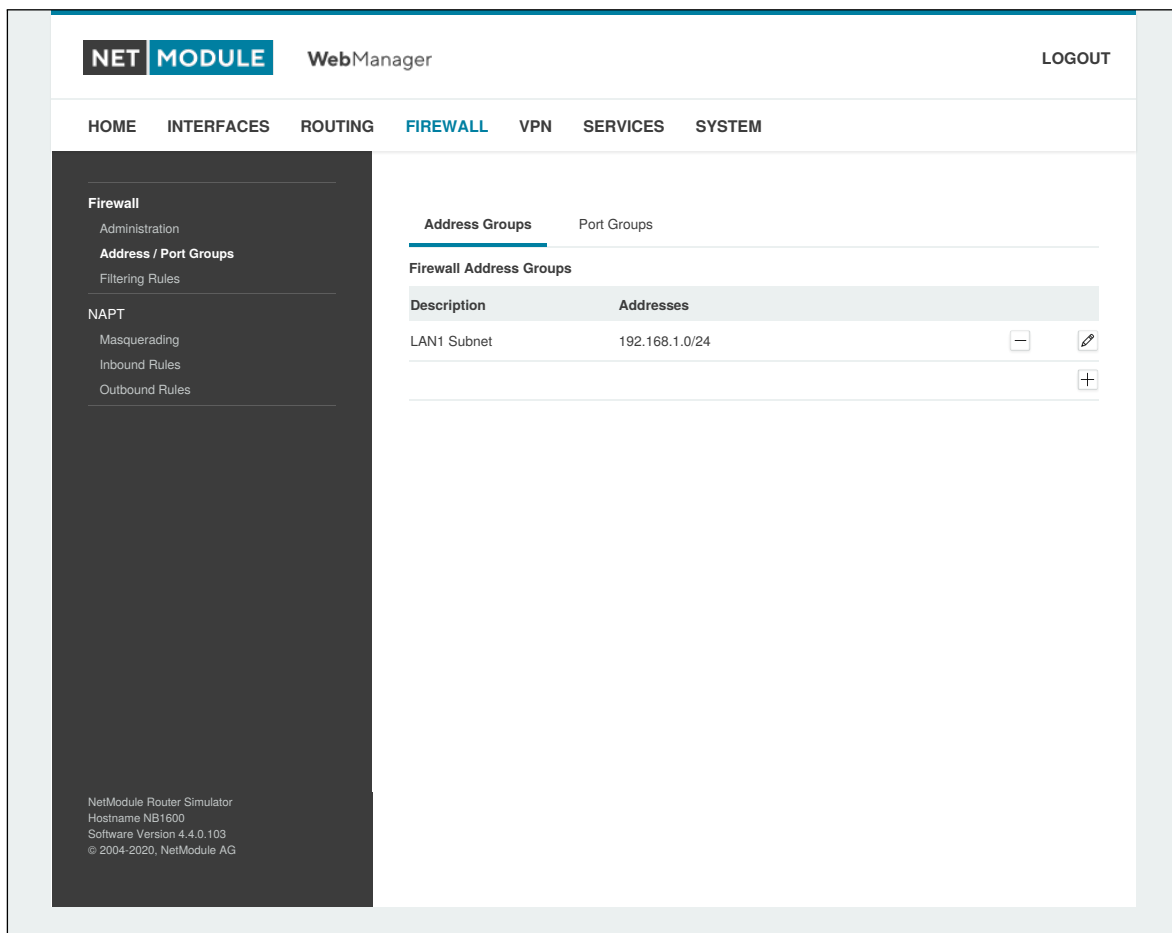 NET MODULE WebManager LOGOUT
HOME INTERFACES ROUTING FIREWALL VPN SERVICES SYSTEM
Firewall
Administration
Address / Port Groups
Filtering Rules
NAPT
Masquerading
Inbound Rules
Outbound Rules
Address Groups Port Groups
Firewall Address Groups
Description Addresses
LAN1 Subnet 192.168.1.0/24
NetModule Router Simulator
Hostname NB1600
Software Version 4.4.0.103
© 2004-2020, NetModule AG